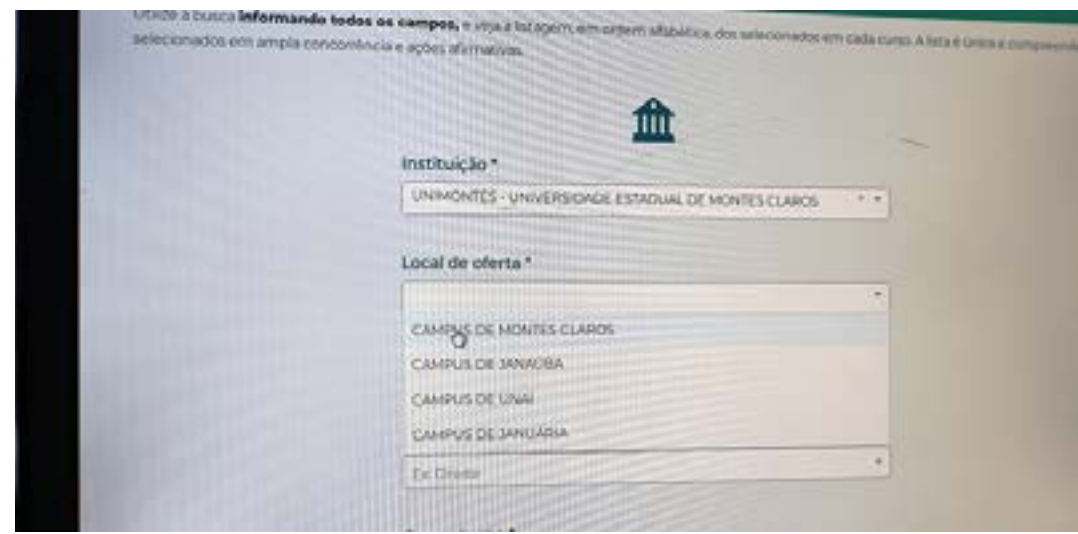 Utilize a busca informando todos os campos, e veja a listagem, em ordem alfabética, dos selecionados em cada curso. A lista é única e compreende
selecionados em ampla concorrência e ações afirmativas.
Instituição *
UNIMONTES - UNIVERSIDADE ESTADUAL DE MONTES CLAROS
Local de oferta *
CAMPUS DE MONTES CLAROS
CAMPUS DE JANAÚBA
CAMPUS DE UNAÍ
CAMPUS DE JANUÁRIA
Ex: Direito